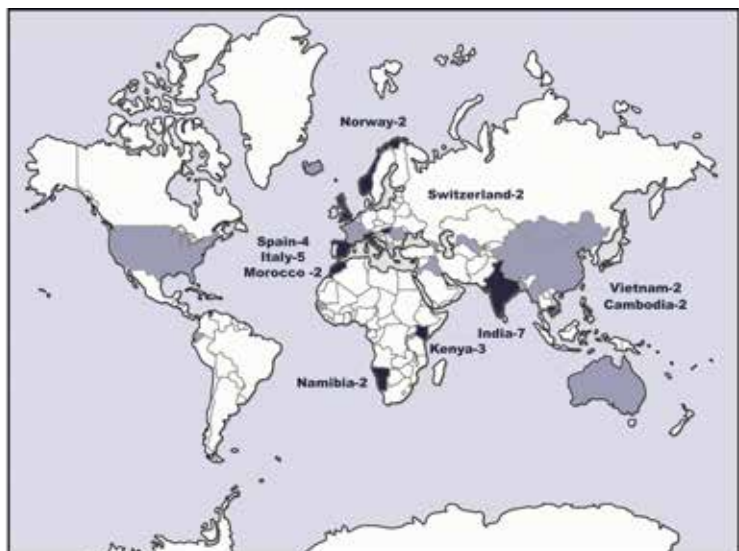 Norway-2
Switzerland-2
Spain-4
Italy-5
Morocco -2
Vietnam-2
Cambodia-2
India-7
Kenya-3
Namibia-2